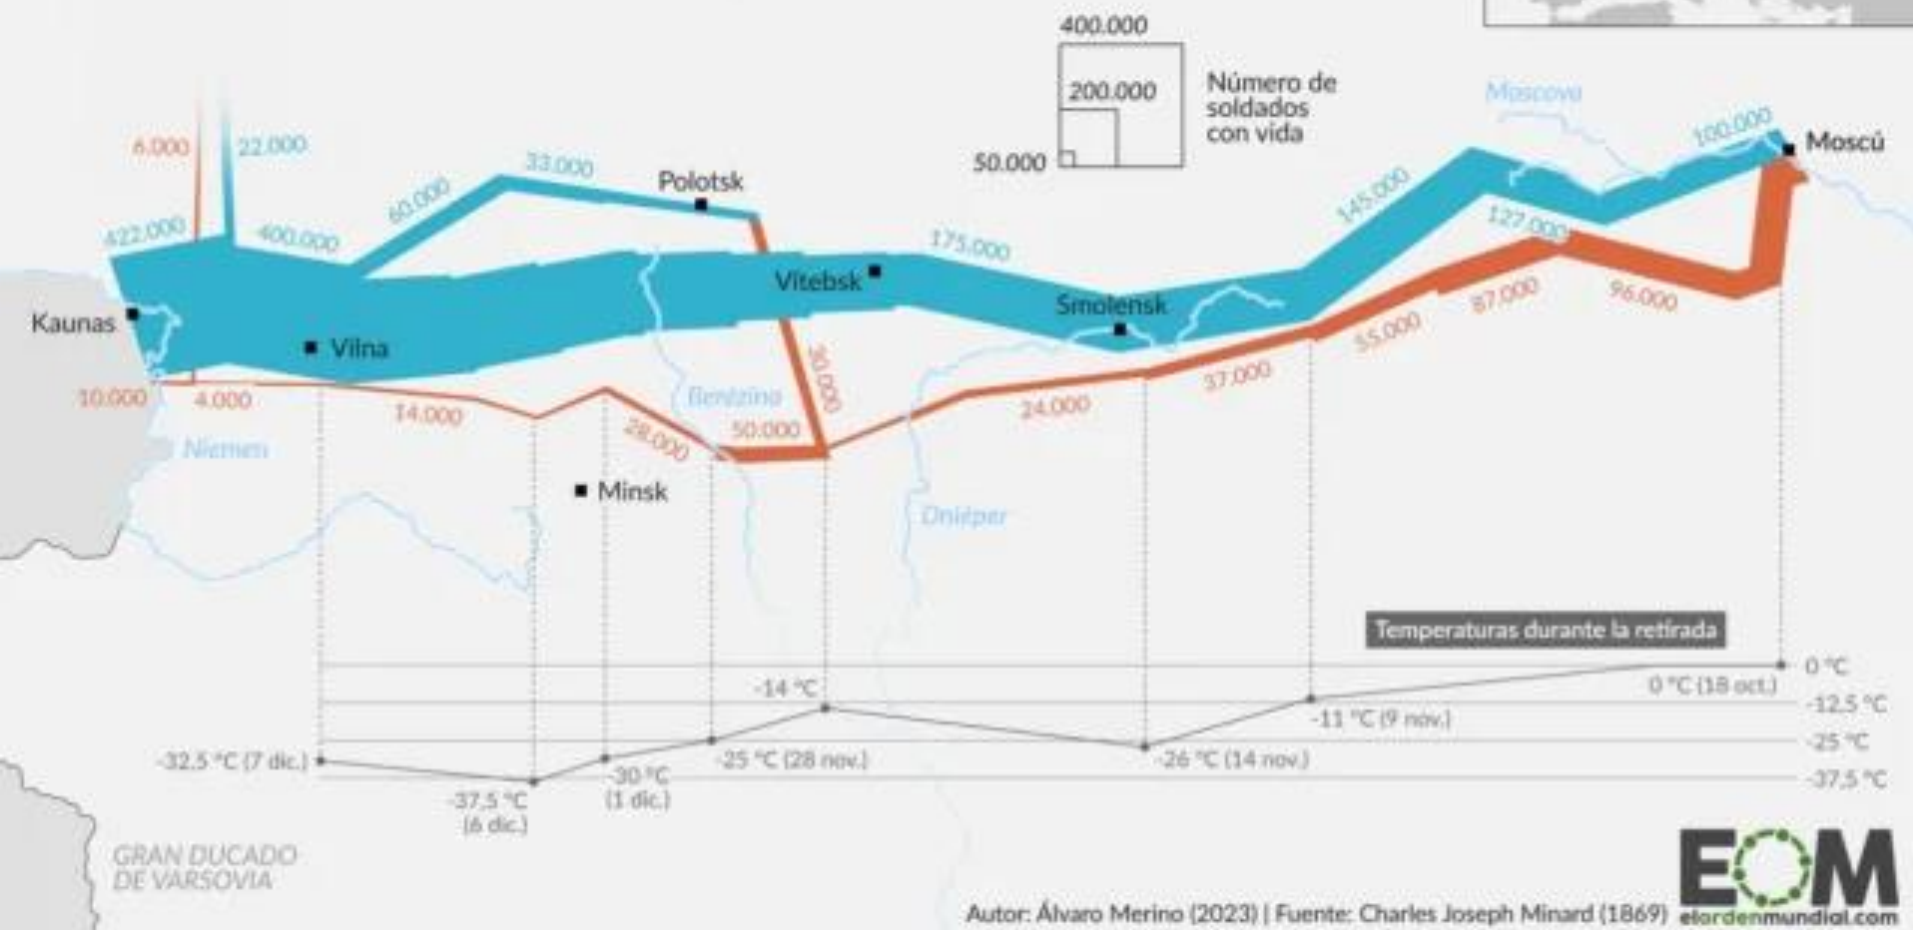 400.000
200.000
50.000
Número de
soldados
con vida
Moscova
100.000
Moscú
6.000
22.000
33.000
60.000
Polotsk
145.000
127.000
422.000
400.000
175.000
Vítebsk
Smolensk
Kaunas
Vilna
96.000
87.000
55.000
37.000
30.000
24.000
10.000
4.000
14.000
28.000
50.000
Berézina
Niemen
Minsk
Dniéper
Temperaturas durante la retirada
0 °C
0 °C (18 oct.)
-12,5 °C
-14 °C
-11 °C (9 nov.)
-25 °C
-32,5 °C (7 dic.)
-25 °C (28 nov.)
-26 °C (14 nov.)
-37,5 °C
-30 °C
(1 dic.)
-37,5 °C
(6 dic.)
GRAN DUCADO
DE VARSOVIA
EOM
Autor: Álvaro Merino (2023) | Fuente: Charles Joseph Minard (1869)
elordenmundial.com